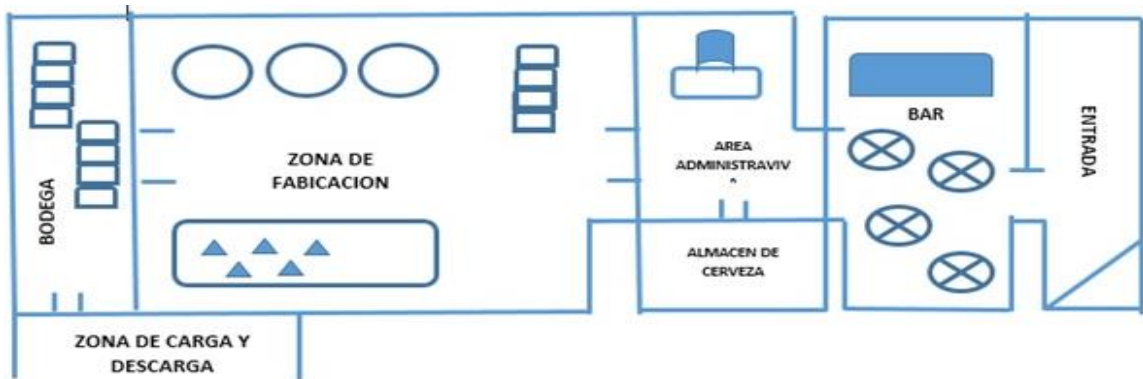 BODEGA
ZONA DE
FABICACION
AREA
ADMINISTRAVIV
ALMACEN DE
CERVEZA
BAR
ENTRADA
ZONA DE CARGA Y
DESCARGA